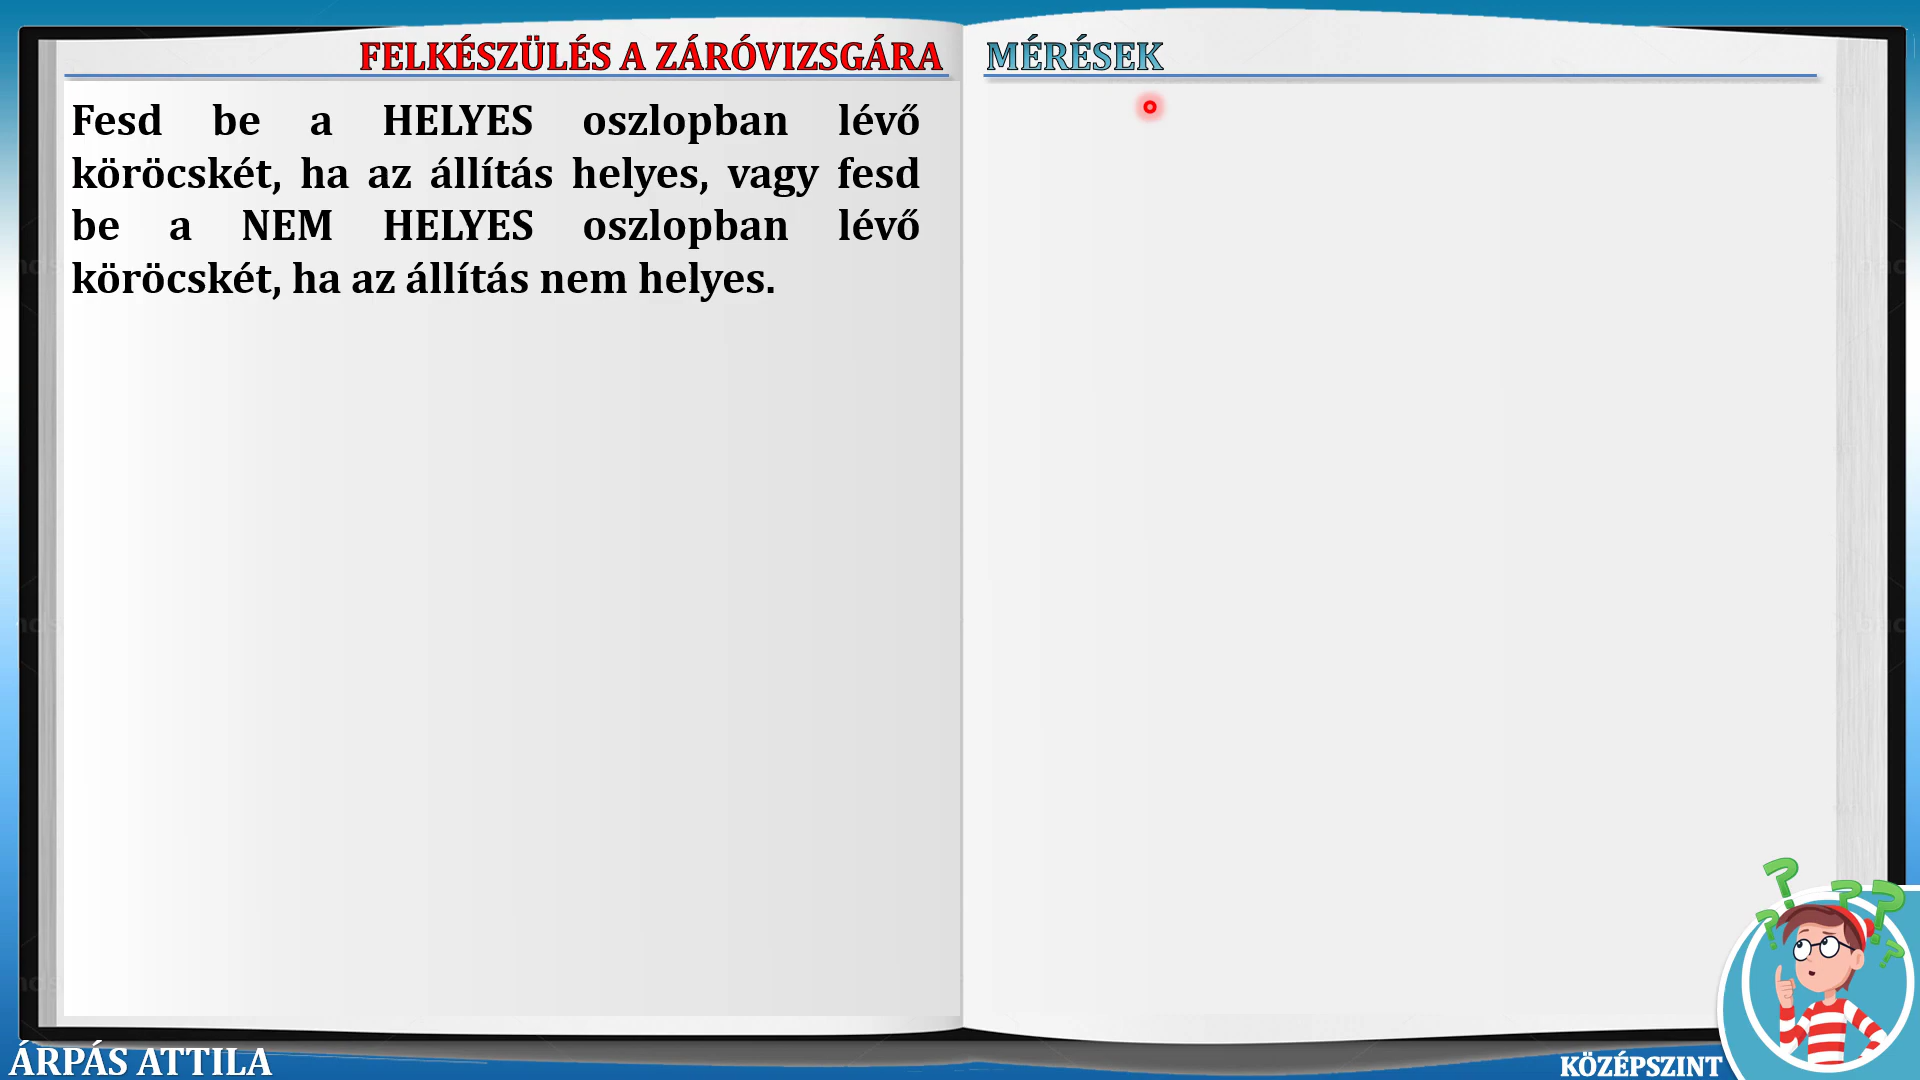 FELKÉSZÜLÉS A ZÁRÓVIZSGÁRA
Fesd be a HELYES oszlopban lévő
köröcskét, ha az állítás helyes, vagy fesd
be a NEM HELYES oszlopban lévő
köröcskét, ha az állítás nem helyes.
MÉRÉSEK
ÁRPÁS ATTILA
KÖZÉPSZINT